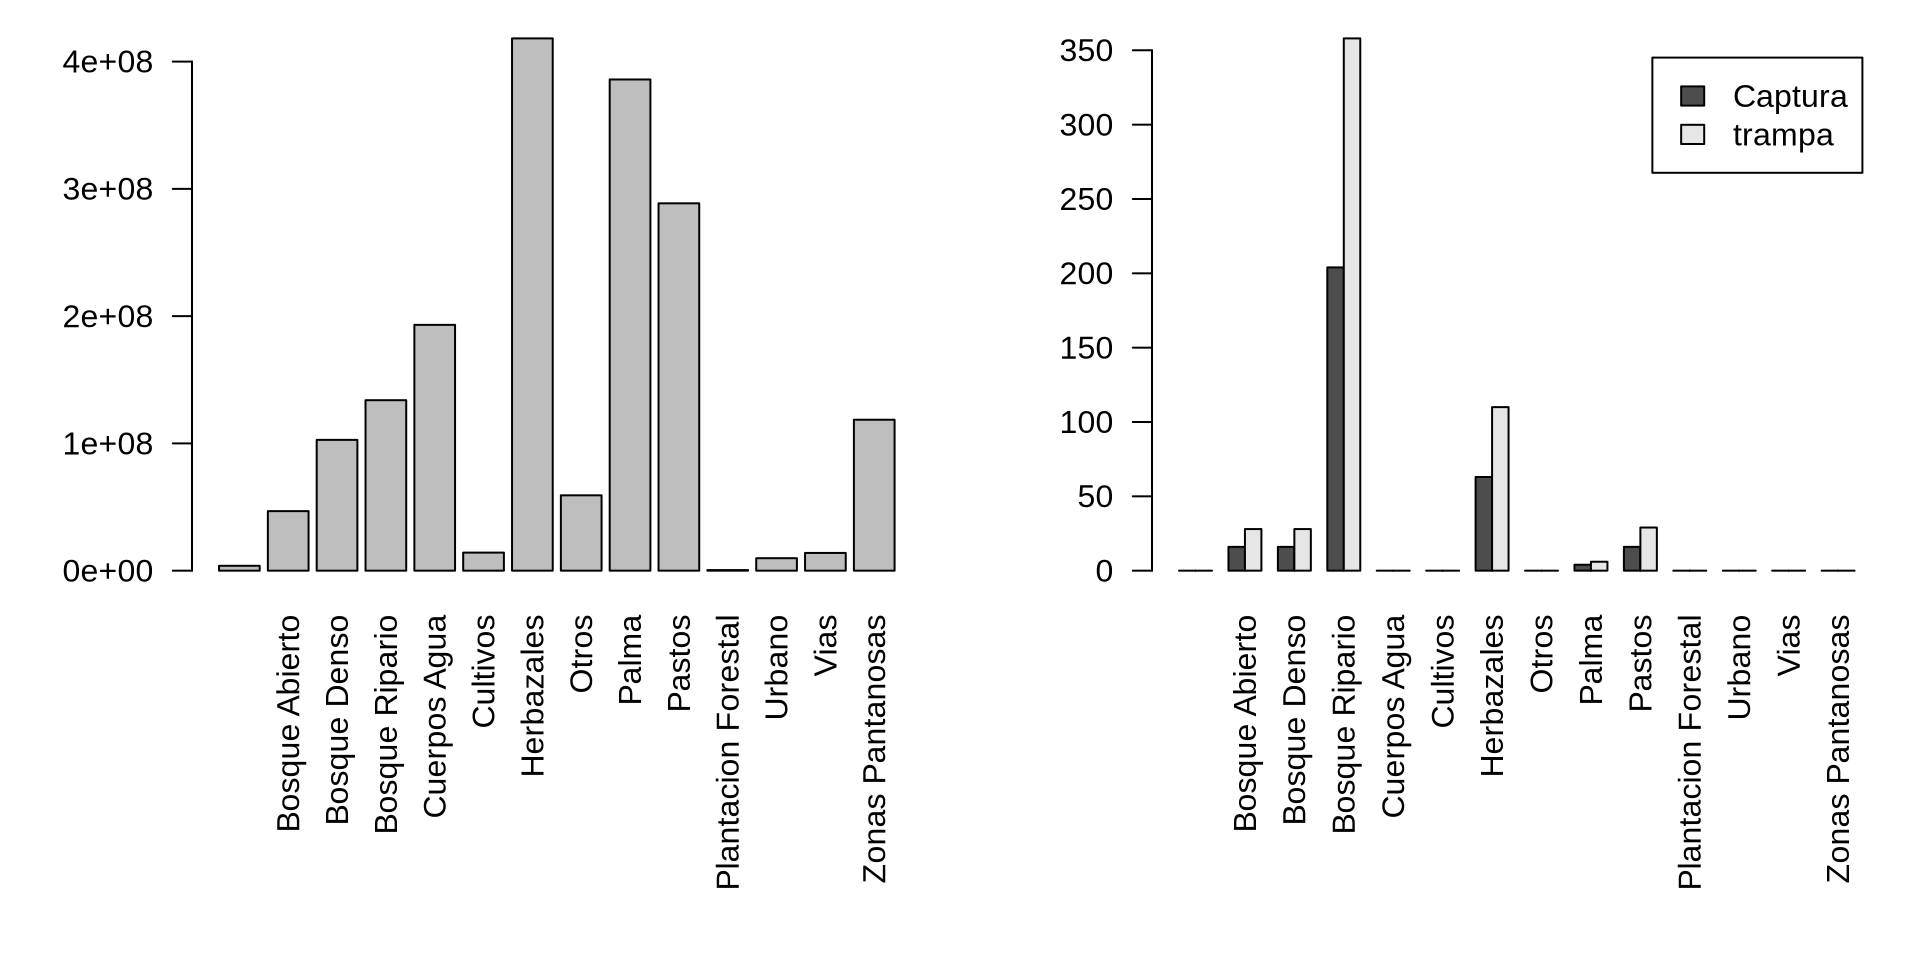 4e+08
3e+08
2e+08
1e+08
0e+00
Bosque Abierto
Bosque Denso
Bosque Ripario
Cuerpos Agua
Cultivos
Herbazales
Otros
Palma
Pastos
Plantacion Forestal
Urbano
Vias
Zonas Pantanosas
350
300
250
200
150
100
50
0
Captura
trampa
Bosque Abierto
Bosque Denso
Bosque Ripario
Cuerpos Agua
Cultivos
Herbazales
Otros
Palma
Pastos
Plantacion Forestal
Urbano
Vias
Zonas Pantanosas